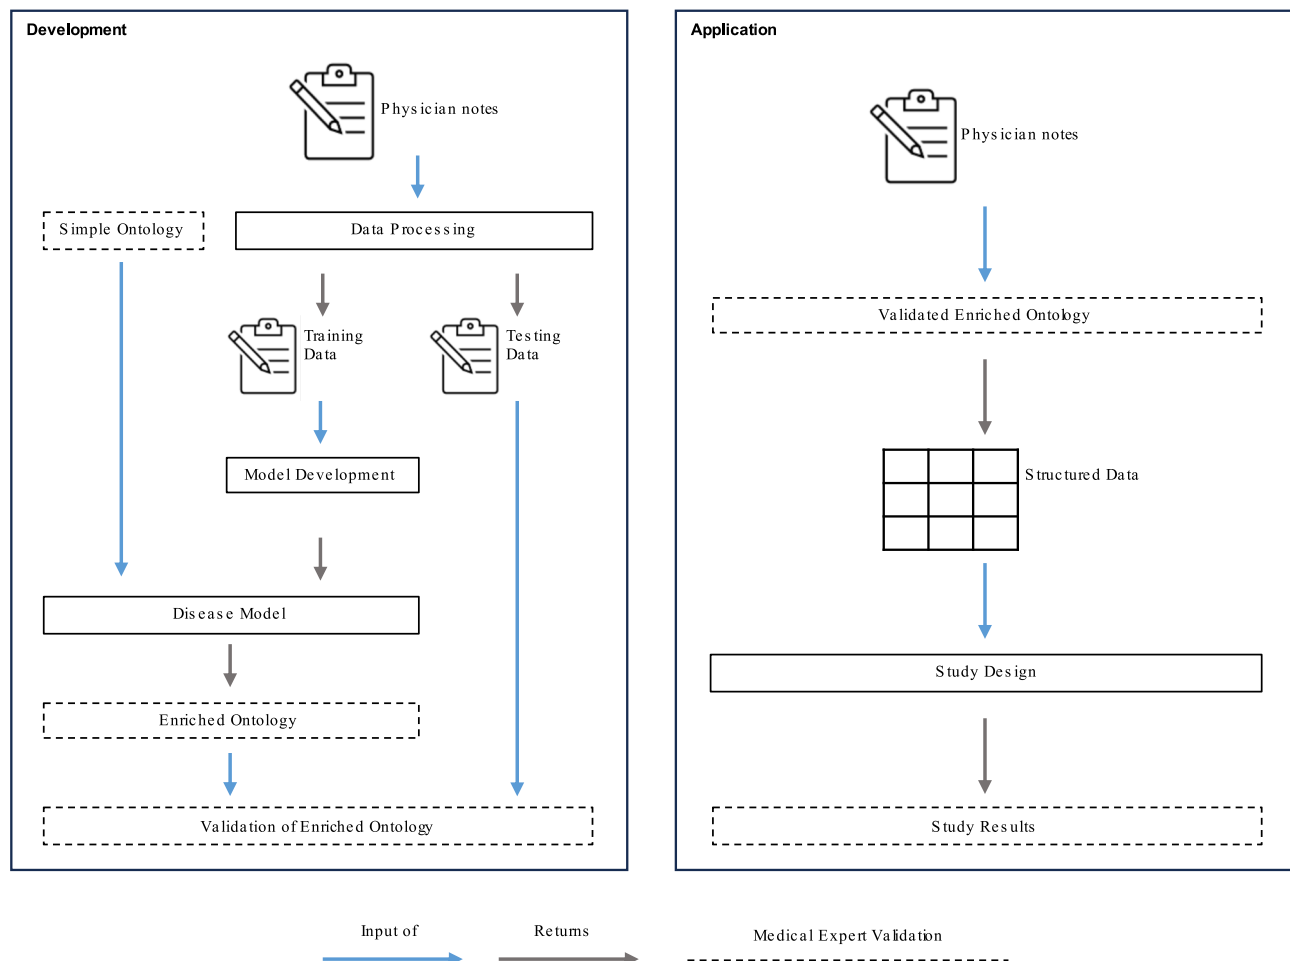 Development
Physician notes
Simple Ontology
Data Processing
Training
Data
Testing
Data
Model Development
Disease Model
Enriched Ontology
Validation of Enriched Ontology
Application
Physician notes
Validated Enriched Ontology
Structured Data
Study Design
Study Results
Input of
Returns
Medical Expert Validation